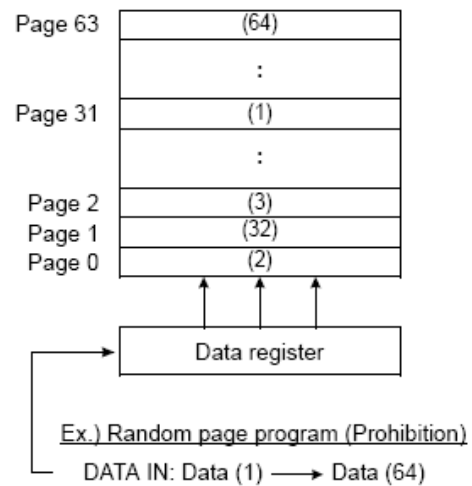 Page 63 (64)
:
Page 31 (1)
:
Page 2 (3)
Page 1 (32)
Page 0 (2)
Data register
Ex.) Random page program (Prohibition)
DATA IN: Data (1) → Data (64)